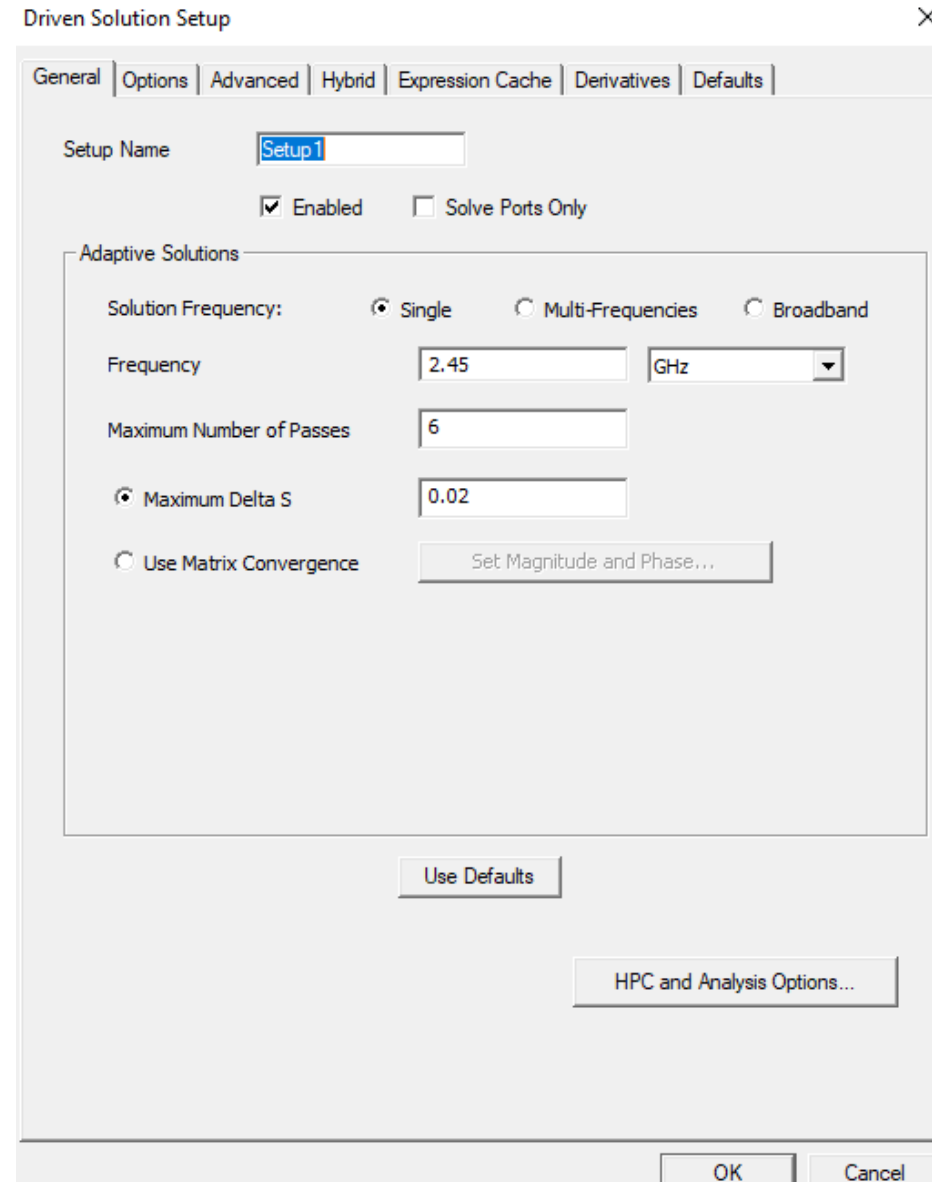 Driven Solution Setup
General Options Advanced Hybrid Expression Cache Derivatives Defaults
Setup Name Setup1
Enabled Solve Ports Only
Adaptive Solutions
Solution Frequency: Single Multi-Frequencies Broadband
Frequency 2.45 GHz
Maximum Number of Passes 6
Maximum Delta S 0.02
Use Matrix Convergence Set Magnitude and Phase...
Use Defaults
HPC and Analysis Options...
OK Cancel